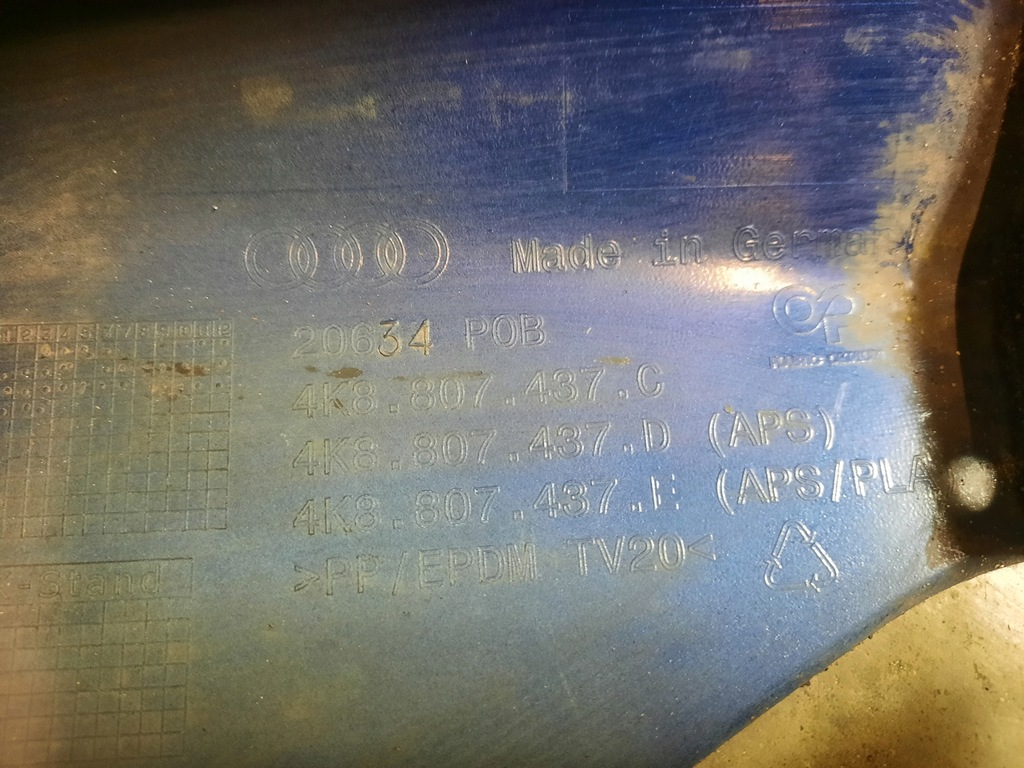 Made in Germany
20634 POB
4K8.807.437.C
4K8.807.437.D (APS)
4K8.807.437.E (APS/PLA
>PP/EPDM TV20<
-Stand